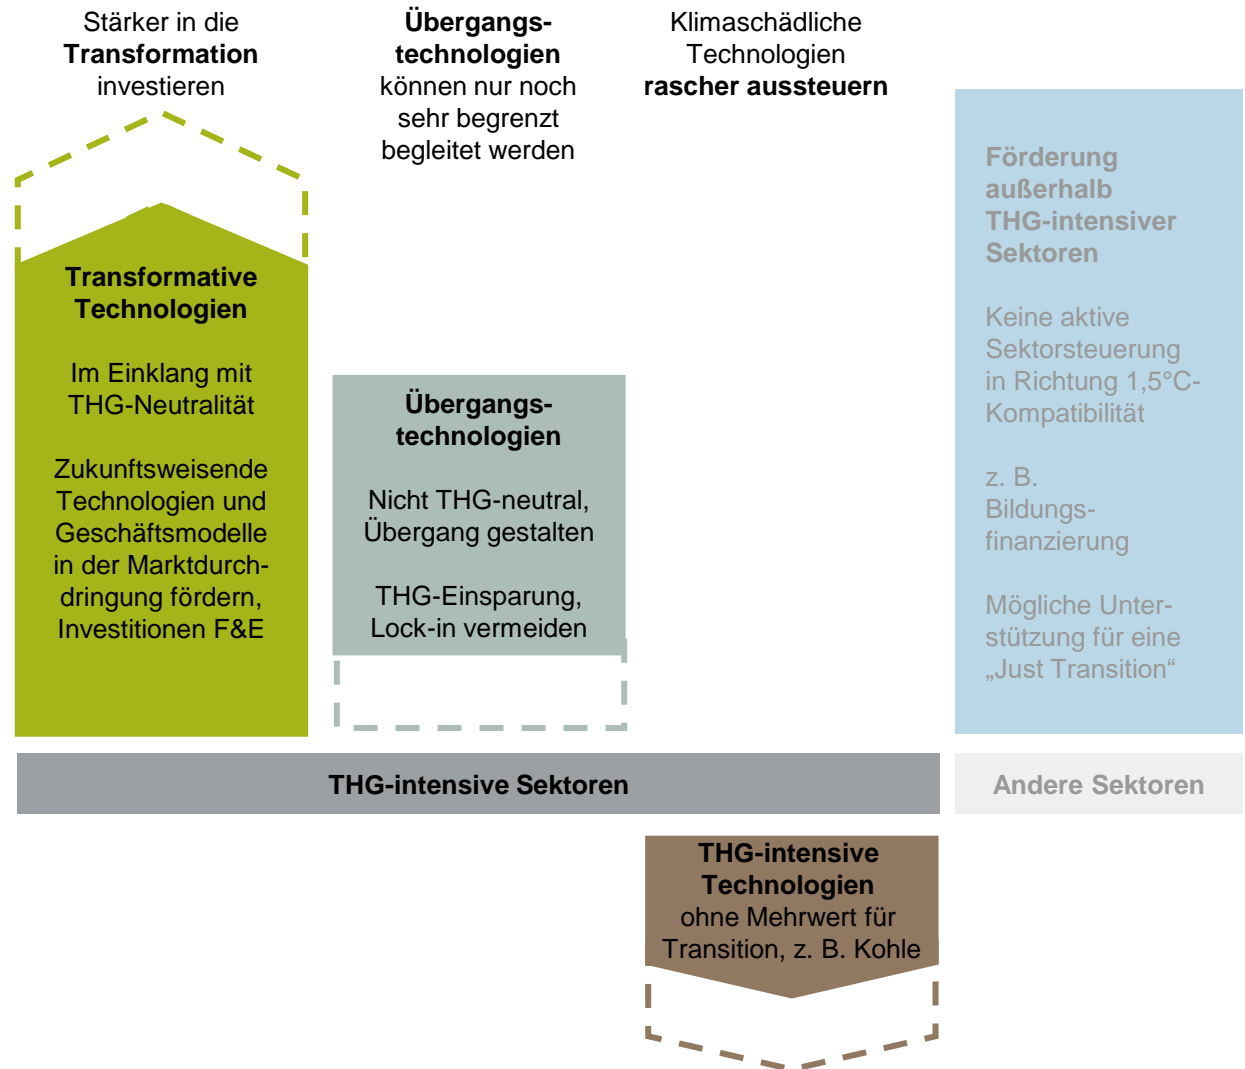 Stärker in die
Transformation
investieren
Übergangs-
technologien
können nur noch
sehr begrenzt
begleitet werden
Klimaschädliche
Technologien
rascher aussteuern
Transformative
Technologien
Im Einklang mit
THG-Neutralität
Zukunftsweisende
Technologien und
Geschäftsmodelle
in der Marktdurch-
dringung fördern,
Investitionen F&E
Übergangs-
technologien
Nicht THG-neutral,
Übergang gestalten
THG-Einsparung,
Lock-in vermeiden
Förderung
außerhalb
THG-intensiver
Sektoren
Keine aktive
Sektorsteuerung
in Richtung 1,5°C-
Kompatibilität
z. B.
Bildungs-
finanzierung
Mögliche Unter-
stützung für eine
„Just Transition“
THG-intensive Sektoren
Andere Sektoren
THG-intensive
Technologien
ohne Mehrwert für
Transition, z. B. Kohle